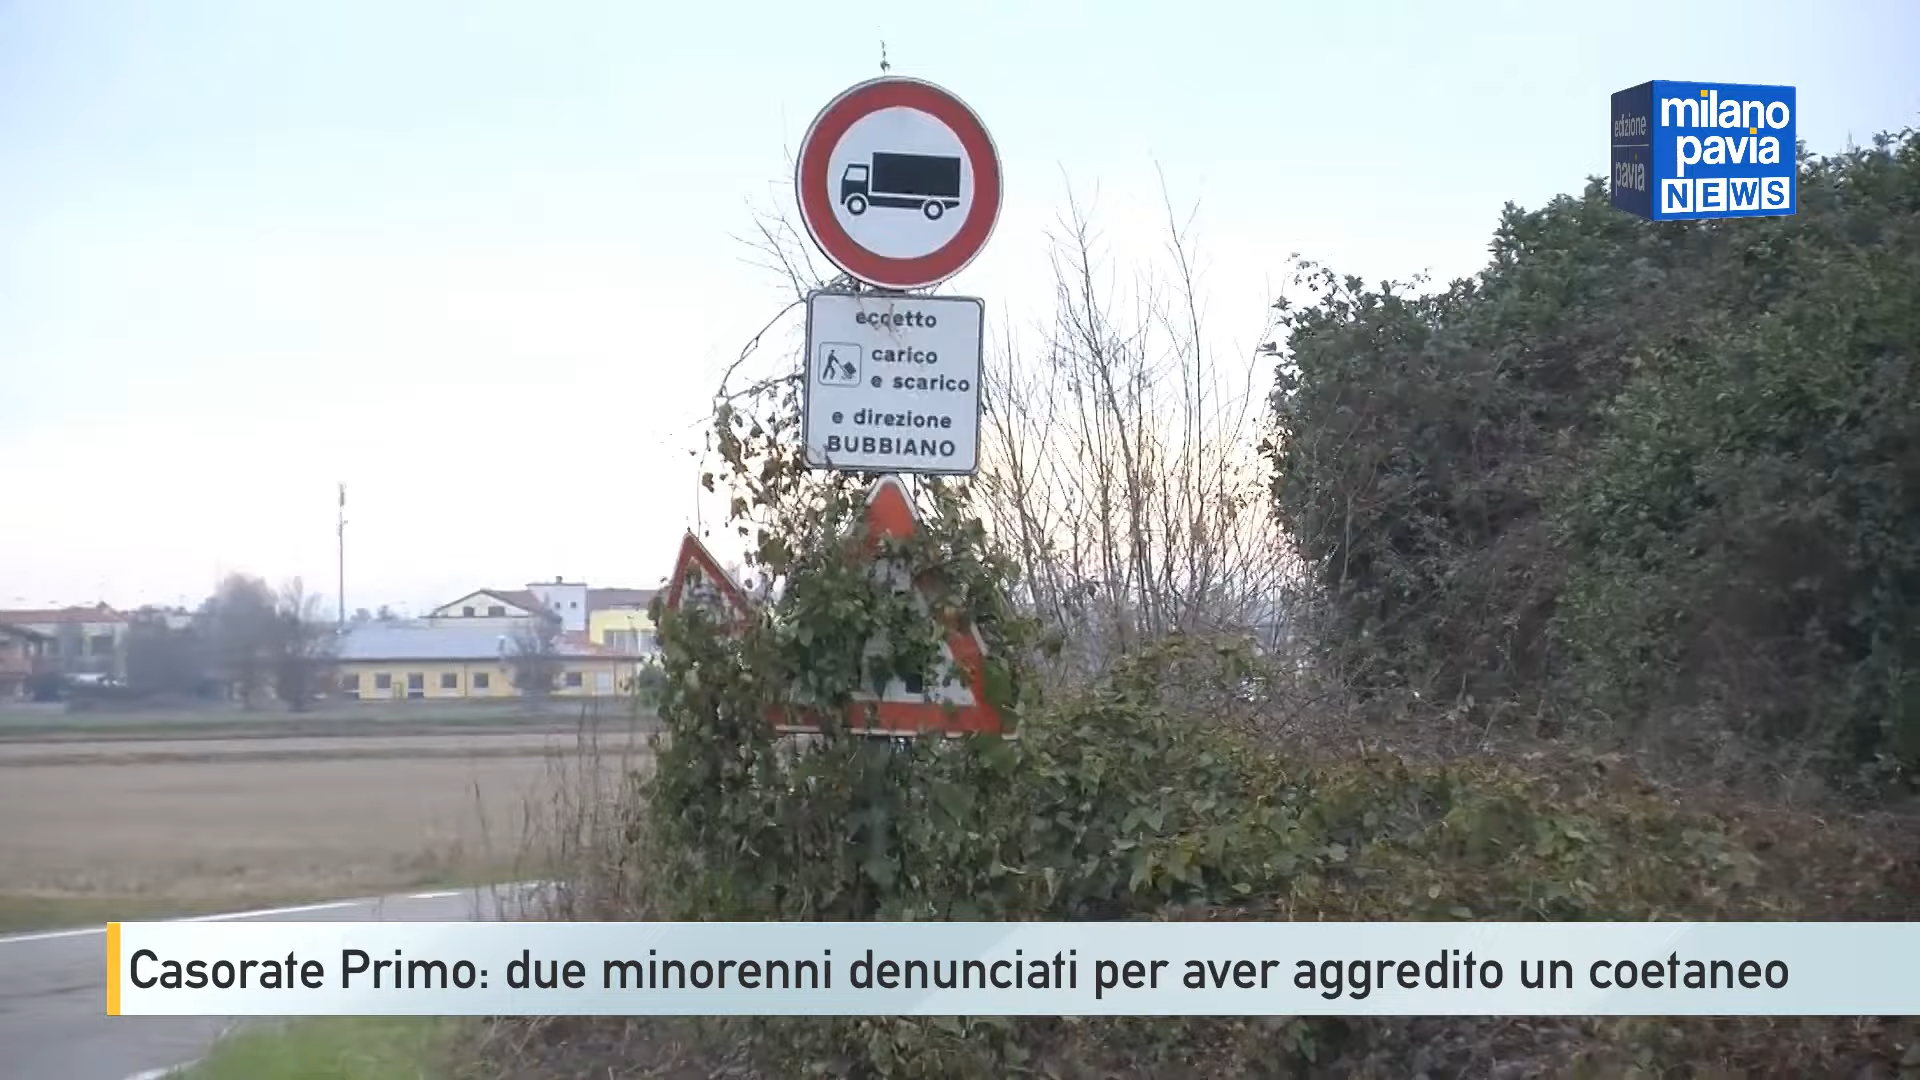 edizione
pavia
milano
pavia
NEWS
eccetto
carico
e scarico
e direzione
BUBBIANO
Casorate Primo: due minorenni denunciati per aver aggredito un coetaneo